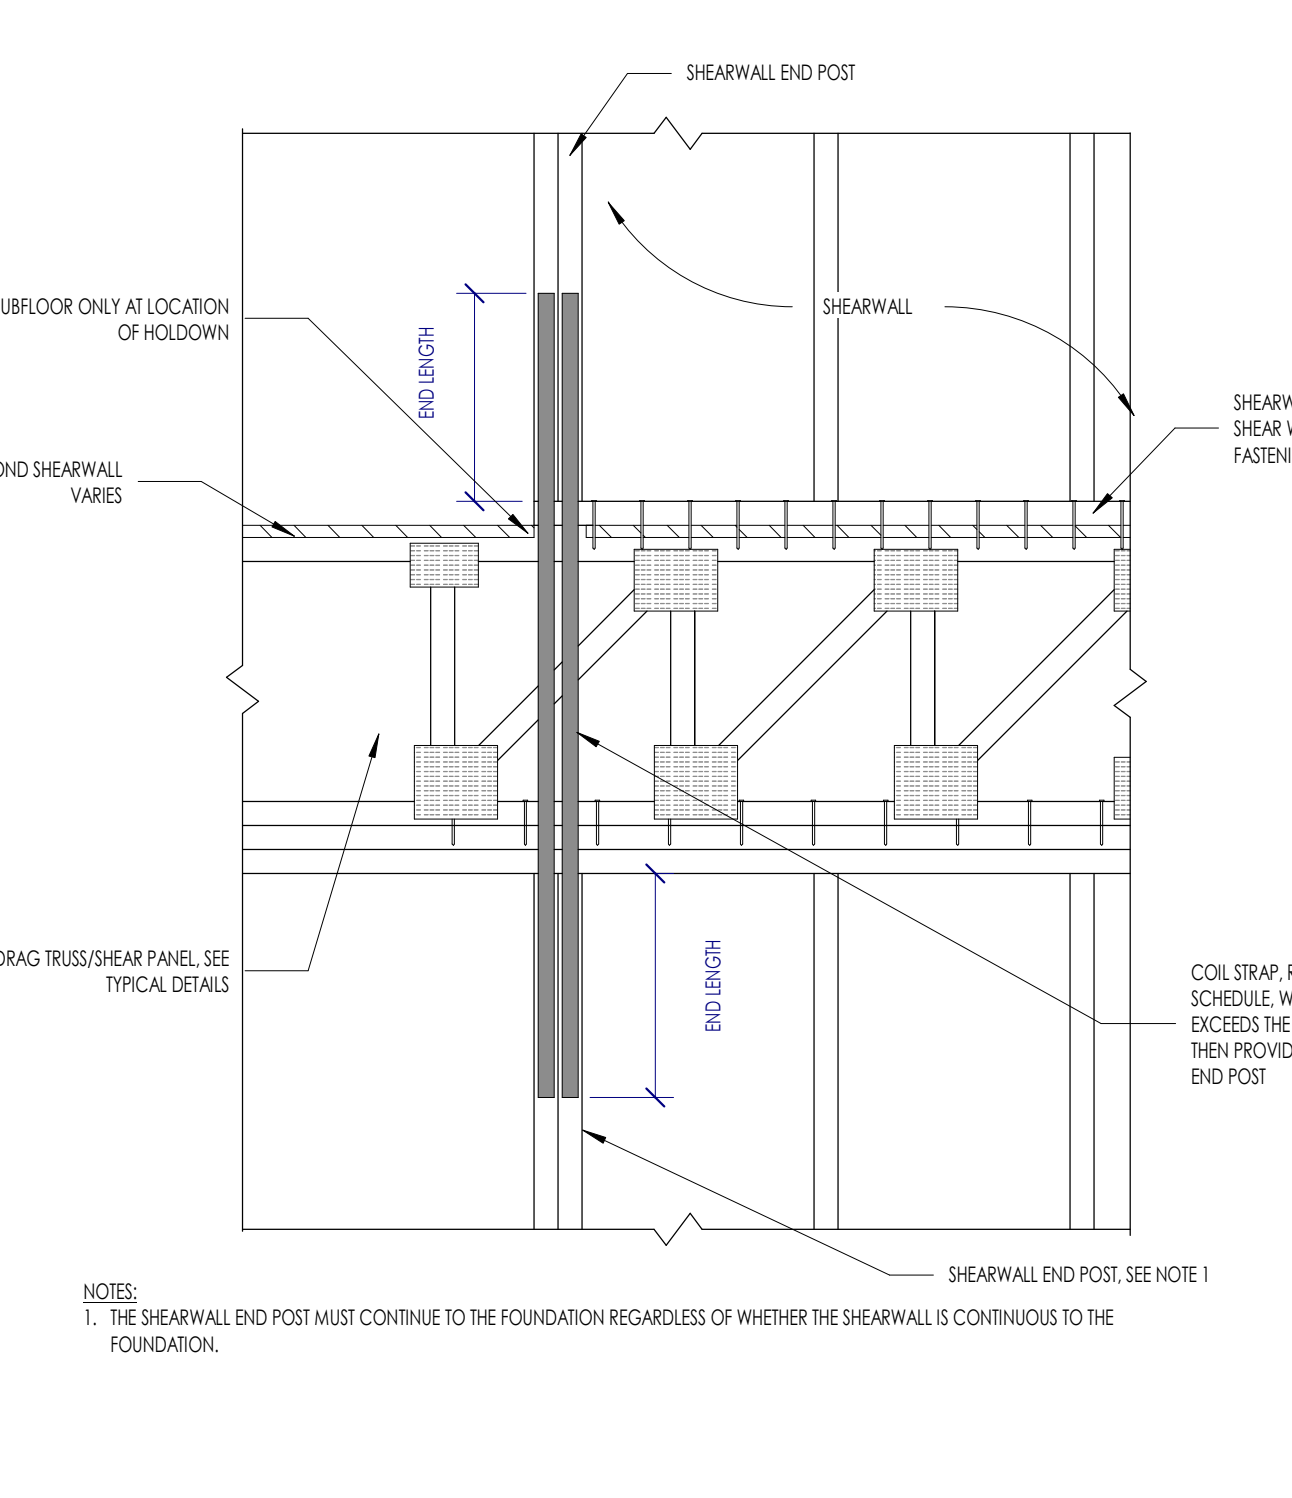 SHEARWALL END POST
UBFLOOR ONLY AT LOCATION
OF HOLDOWN
END LENGTH
SHEARWALL
SHEARW
SHEAR W
FASTENI
OND SHEARWALL
VARIES
DRAG TRUSS/SHEAR PANEL, SEE
TYPICAL DETAILS
END LENGTH
COIL STRAP, R
SCHEDULE, W
EXCEEDS THE
THEN PROVID
END POST
SHEARWALL END POST, SEE NOTE 1
NOTES:
1. THE SHEARWALL END POST MUST CONTINUE TO THE FOUNDATION REGARDLESS OF WHETHER THE SHEARWALL IS CONTINUOUS TO THE
FOUNDATION.